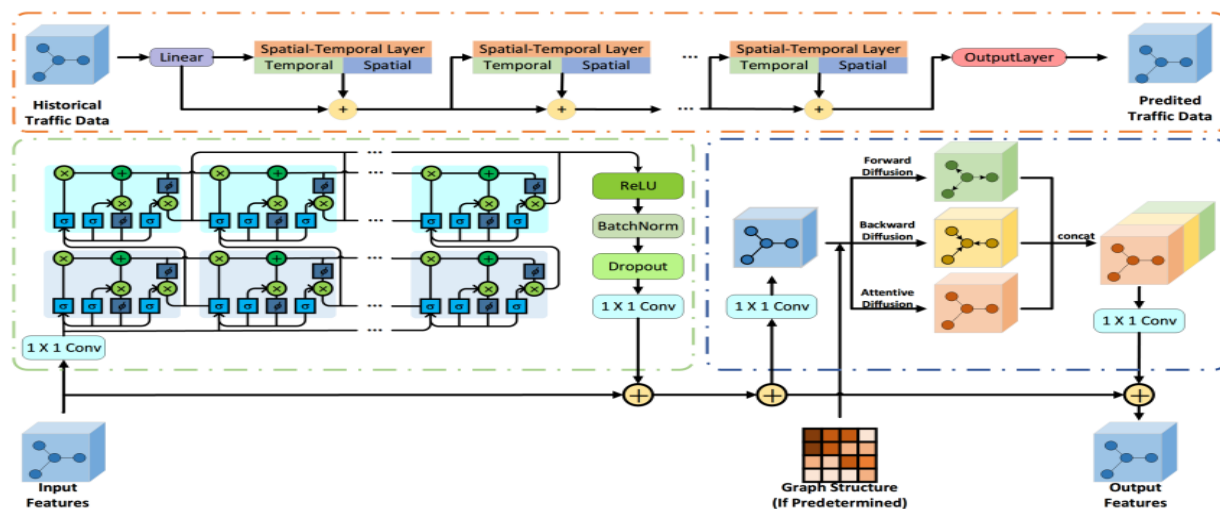 Historical
Traffic Data
Linear
Spatial-Temporal Layer
Temporal
Spatial
+
Spatial-Temporal Layer
Temporal
Spatial
+
...
...
Spatial-Temporal Layer
Temporal
Spatial
+
OutputLayer
Predited
Traffic Data
×
+
ϕ
×
×
σ
σ
ϕ
σ
×
+
ϕ
×
×
σ
σ
ϕ
σ
...
...
...
×
+
ϕ
×
×
σ
σ
ϕ
σ
×
+
ϕ
×
×
σ
σ
ϕ
σ
×
+
ϕ
×
×
σ
σ
ϕ
σ
...
...
×
+
ϕ
×
×
σ
σ
ϕ
σ
1 X 1 Conv
ReLU
BatchNorm
Dropout
1 X 1 Conv
1 X 1 Conv
Forward
Diffusion
Backward
Diffusion
Attentive
Diffusion
concat
1 X 1 Conv
+
+
+
Input
Features
Graph Structure
(If Predetermined)
Output
Features